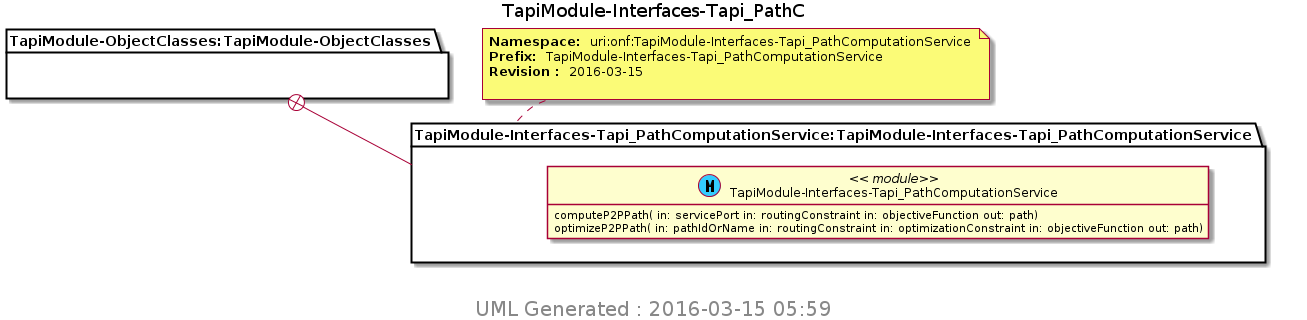 TapiModule-Interfaces-Tapi_PathC
TapiModule-ObjectClasses:TapiModule-ObjectClasses
Namespace: uri:onf:TapiModule-Interfaces-Tapi_PathComputationService
Prefix: TapiModule-Interfaces-Tapi_PathComputationService
Revision : 2016-03-15
TapiModule-Interfaces-Tapi_PathComputationService:TapiModule-Interfaces-Tapi_PathComputationService
M
<< module>>
TapiModule-Interfaces-Tapi_PathComputationService
computeP2PPath( in: servicePort in: routingConstraint in: objectiveFunction out: path)
optimizeP2PPath( in: pathIdOrName in: routingConstraint in: optimizationConstraint in: objectiveFunction out: path)
UML Generated : 2016-03-15 05:59